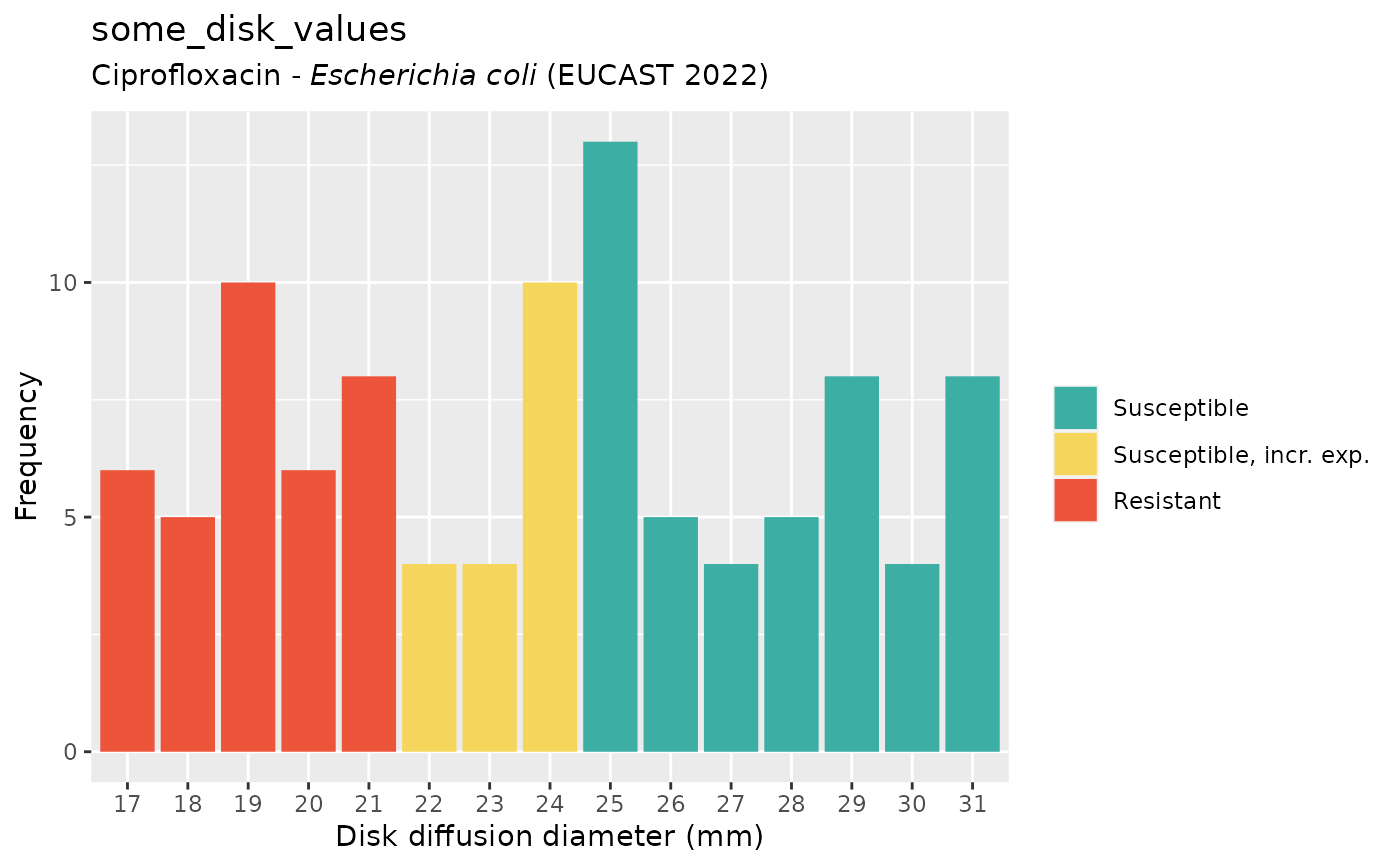 some_disk_values
Ciprofloxacin - Escherichia coli (EUCAST 2022)
Frequency
10
5
0
17 18 19 20 21 22 23 24 25 26 27 28 29 30 31
Disk diffusion diameter (mm)
Susceptible
Susceptible, incr. exp.
Resistant